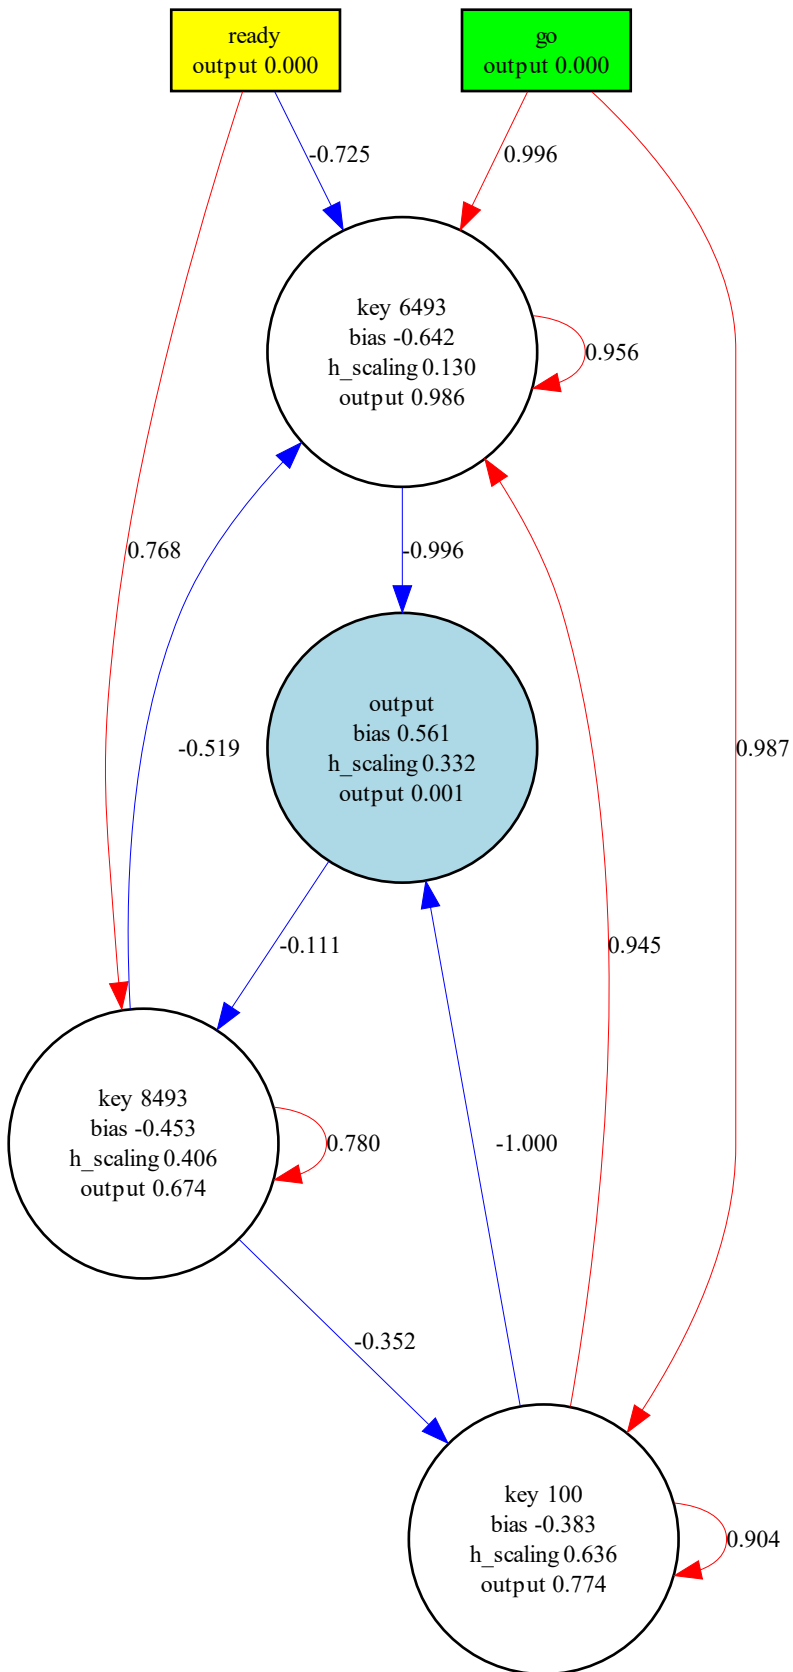 ready
output 0.000
go
output 0.000
-0.725
0.996
key 6493
bias -0.642
h_scaling 0.130
output 0.986
0.956
0.768
-0.996
output
bias 0.561
h_scaling 0.332
output 0.001
-0.519
0.987
-0.111
0.945
key 8493
bias -0.453
h_scaling 0.406
output 0.674
0.780
-1.000
-0.352
key 100
bias -0.383
h_scaling 0.636
output 0.774
0.904